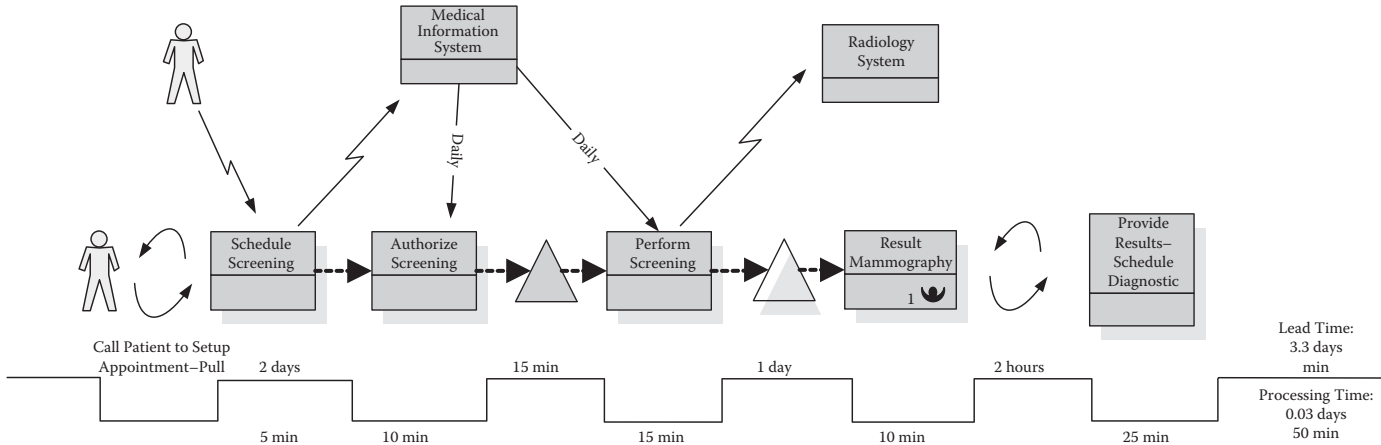 Medical
Information
System
Radiology
System
Daily
Daily
Schedule
Screening
Authorize
Screening
Perform
Screening
Result
Mammography
1
Provide
Results–
Schedule
Diagnostic
Call Patient to Setup
Appointment–Pull
2 days
15 min
1 day
2 hours
Lead Time:
3.3 days
min
5 min
10 min
15 min
10 min
25 min
Processing Time:
0.03 days
50 min